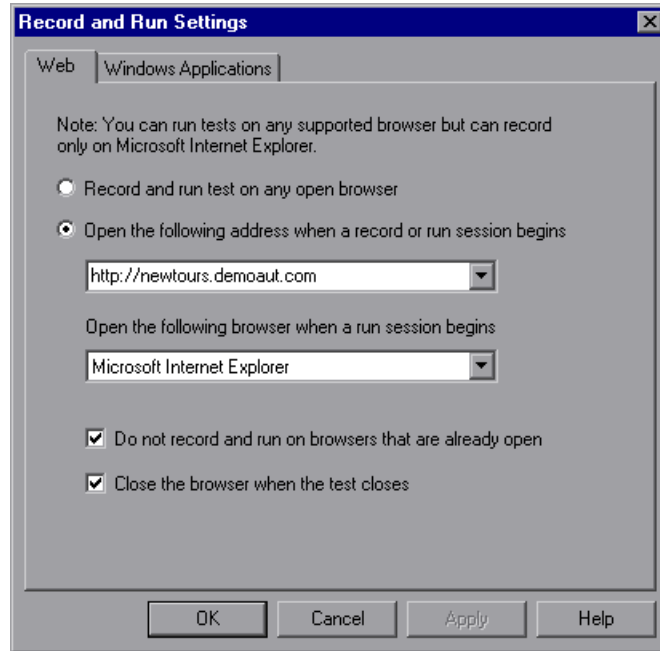 Record and Run Settings
Web
Windows Applications
Note: You can run tests on any supported browser but can record
only on Microsoft Internet Explorer.
Record and run test on any open browser
Open the following address when a record or run session begins
http://newtours.demoaut.com
Open the following browser when a run session begins
Microsoft Internet Explorer
Do not record and run on browsers that are already open
Close the browser when the test closes
OK
Cancel
Apply
Help